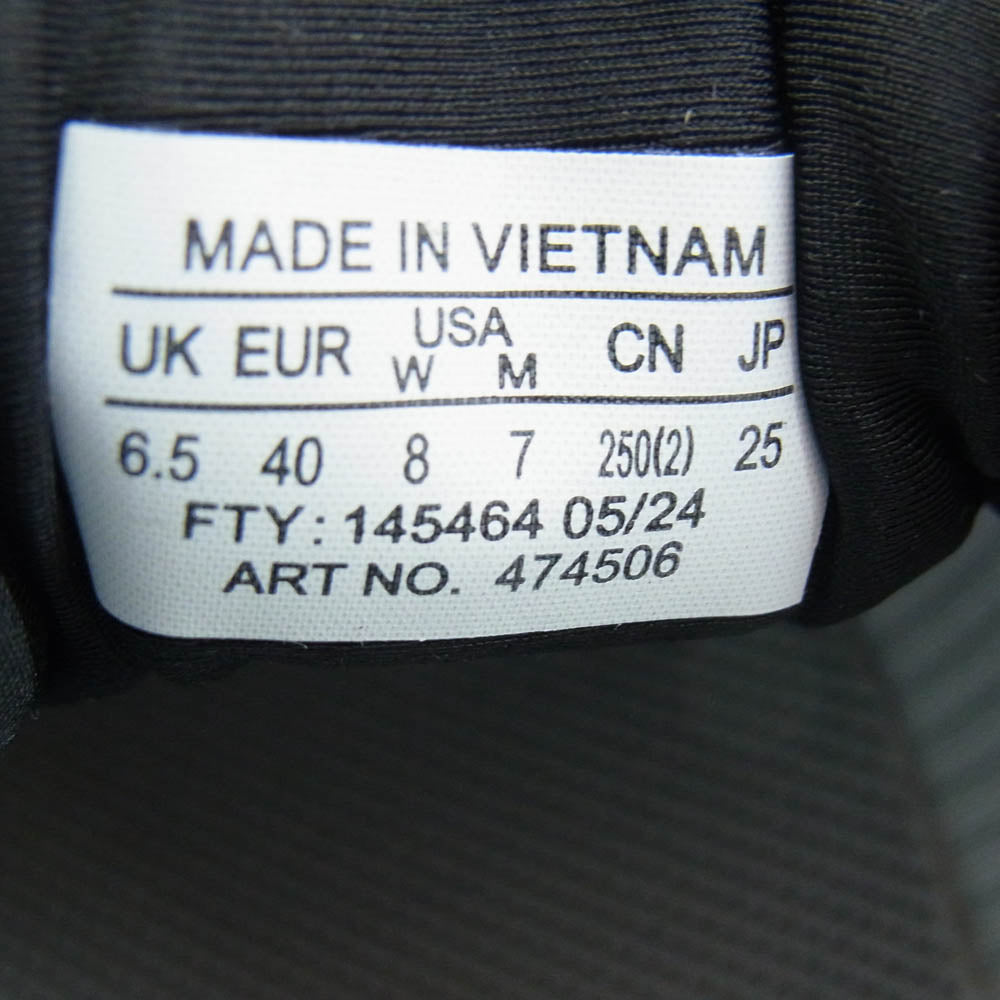 MADE IN VIETNAM
UK EUR USA CN JP
W M
6.5 40 8 7 250(2) 25
FTY: 145464 05/24
ART NO. 474506